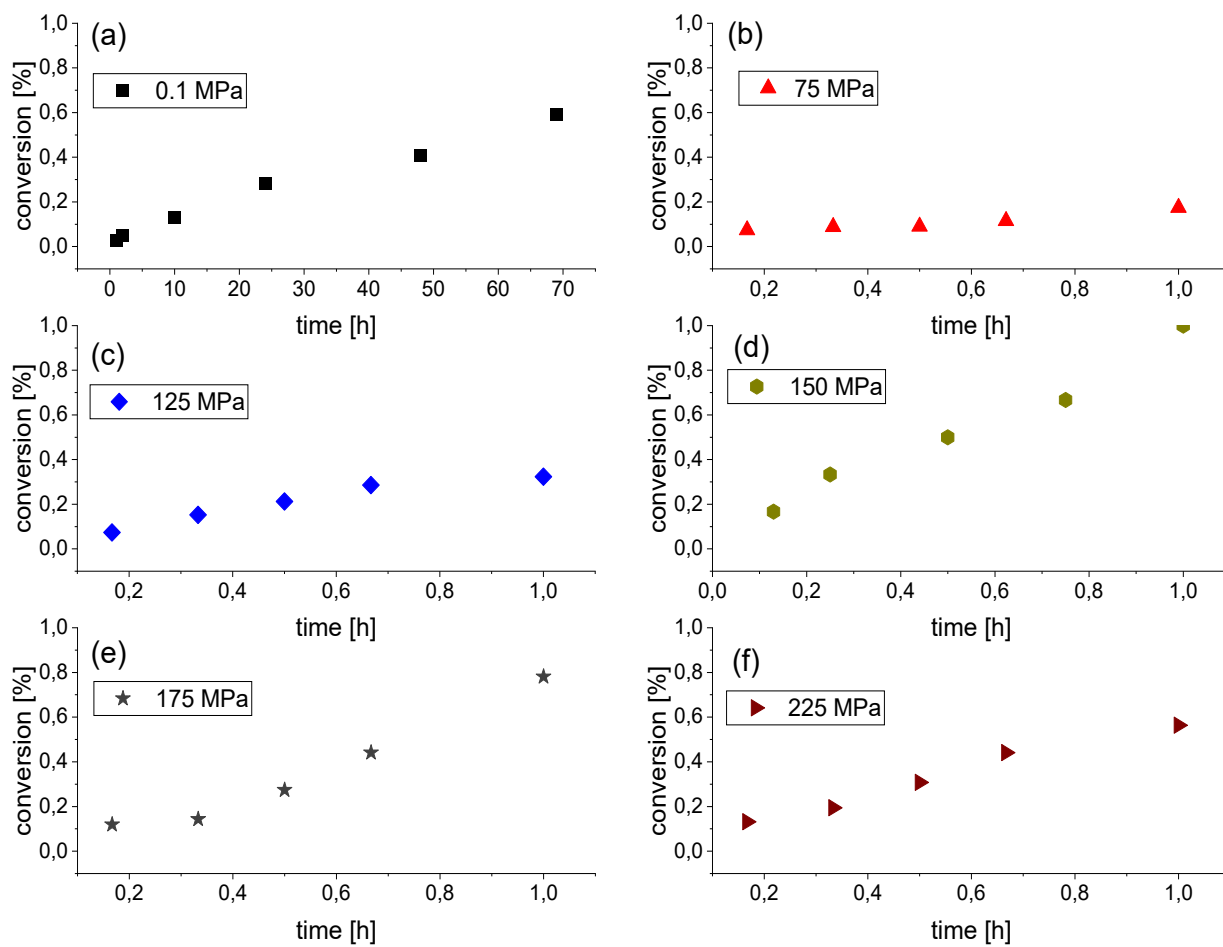 (a)
0.1 MPa
conversion [%]
1,0
0,8
0,6
0,4
0,2
0,0
0 10 20 30 40 50 60 70
time [h]
(b)
75 MPa
conversion [%]
1,0
0,8
0,6
0,4
0,2
0,0
0,2 0,4 0,6 0,8 1,0
time [h]
(c)
125 MPa
conversion [%]
1,0
0,8
0,6
0,4
0,2
0,0
0,2 0,4 0,6 0,8 1,0
time [h]
(d)
150 MPa
conversion [%]
1,0
0,8
0,6
0,4
0,2
0,0
0,0 0,2 0,4 0,6 0,8 1,0
time [h]
(e)
175 MPa
conversion [%]
1,0
0,8
0,6
0,4
0,2
0,0
0,2 0,4 0,6 0,8 1,0
time [h]
(f)
225 MPa
conversion [%]
1,0
0,8
0,6
0,4
0,2
0,0
0,2 0,4 0,6 0,8 1,0
time [h]